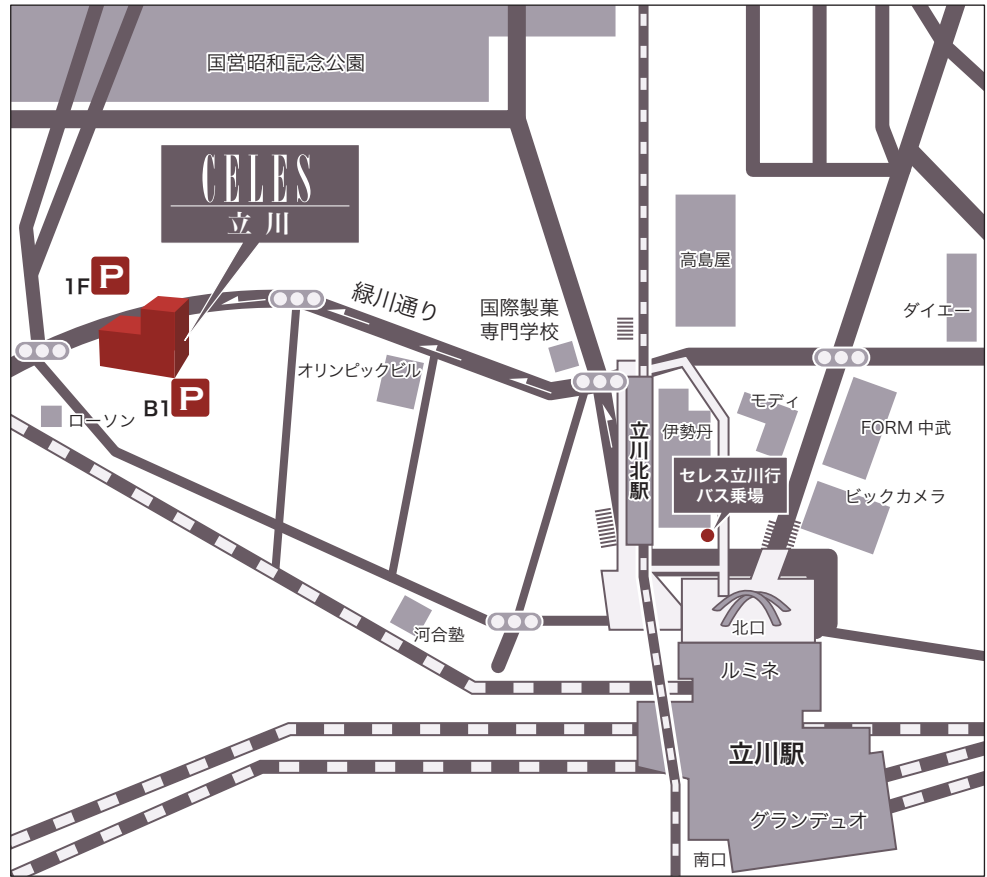 国営昭和記念公園
CELES
立川
1F P
緑川通り
国際製菓
専門学校
高島屋
ダイエー
オリンピックビル
B1 P
ローソン
モディ
伊勢丹
FORM 中武
立川北駅
セレス立川行
バス乗場
ビックカメラ
河合塾
北口
ルミネ
立川駅
グランデュオ
南口